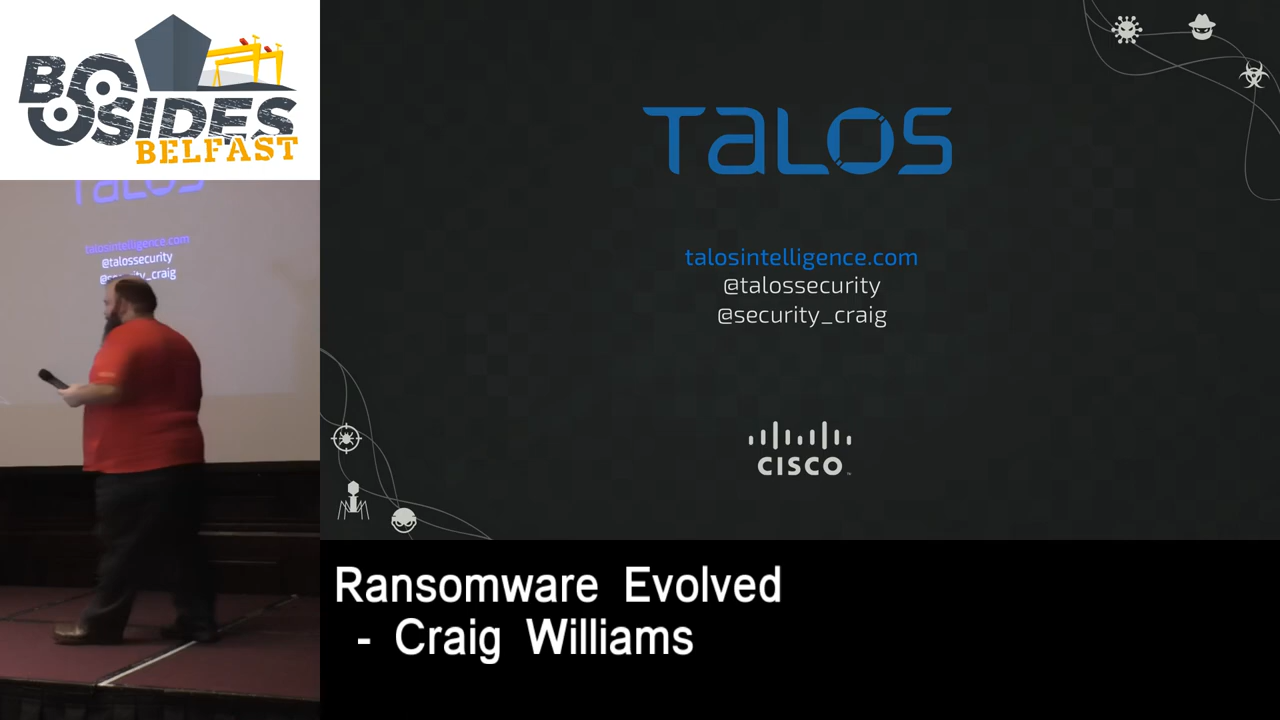 BSIDES
BELFAST
TALOS
talosintelligence.com
@talossecurity
@security_craig
TALOS
talosintelligence.com
@talossecurity
@security_craig
CISCO
Ransomware Evolved
- Craig Williams